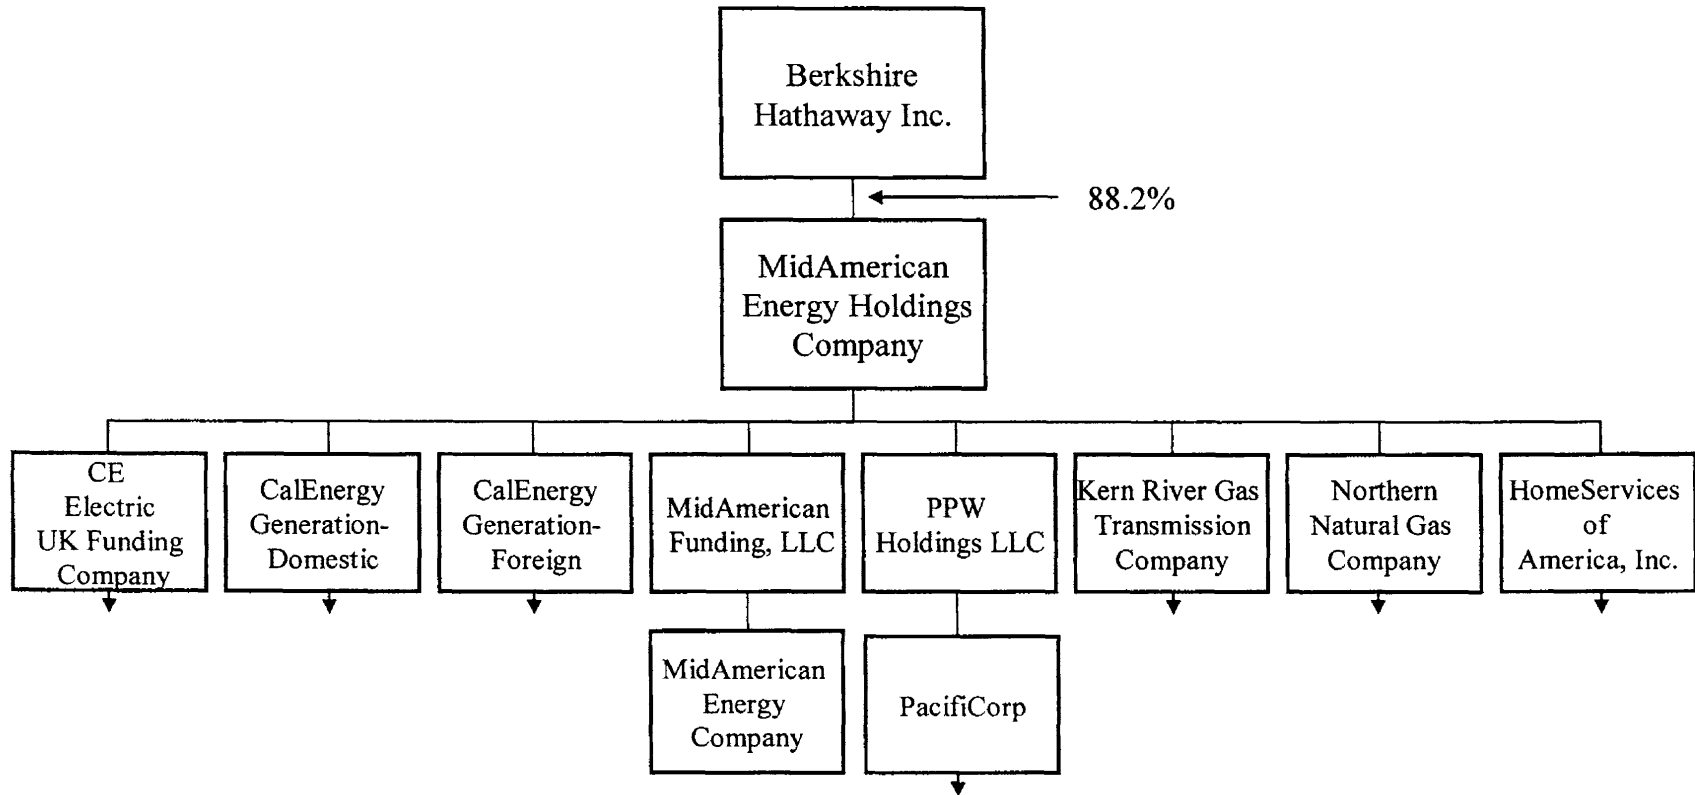 Berkshire
Hathaway Inc.
88.2%
MidAmerican
Energy Holdings
Company
CE
Electric
UK Funding
Company
CalEnergy
Generation-
Domestic
CalEnergy
Generation-
Foreign
MidAmerican
Funding, LLC
PPW
Holdings LLC
Kern River Gas
Transmission
Company
Northern
Natural Gas
Company
HomeServices
of
America, Inc.
MidAmerican
Energy
Company
PacifiCorp